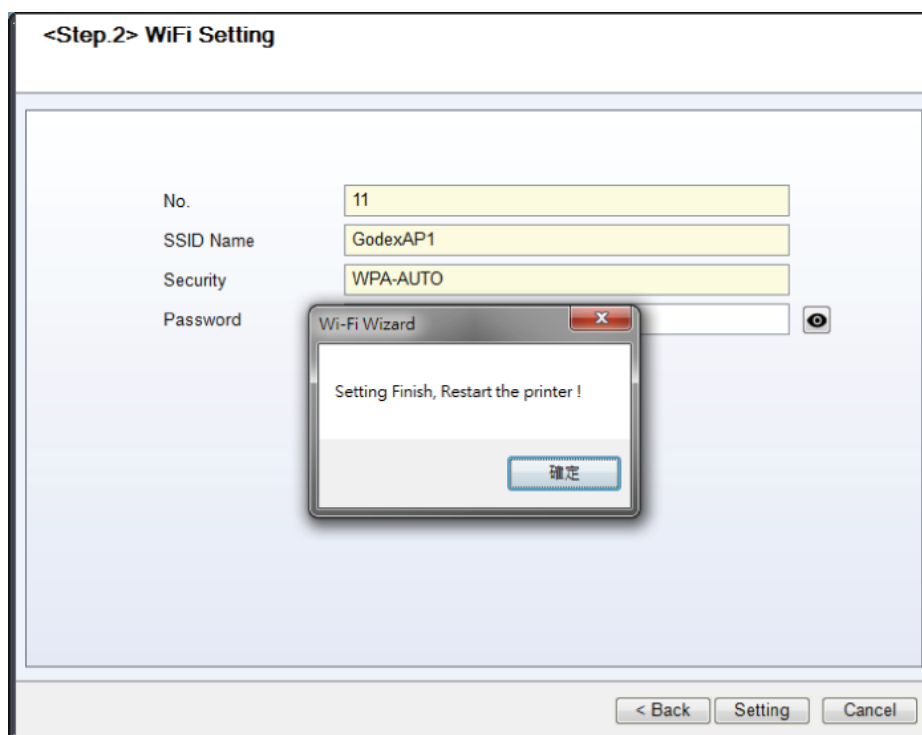 <Step.2> WiFi Setting
No. 11
SSID Name GodexAP1
Security WPA-AUTO
Password
Wi-Fi Wizard
Setting Finish, Restart the printer !
確定
< Back Setting Cancel